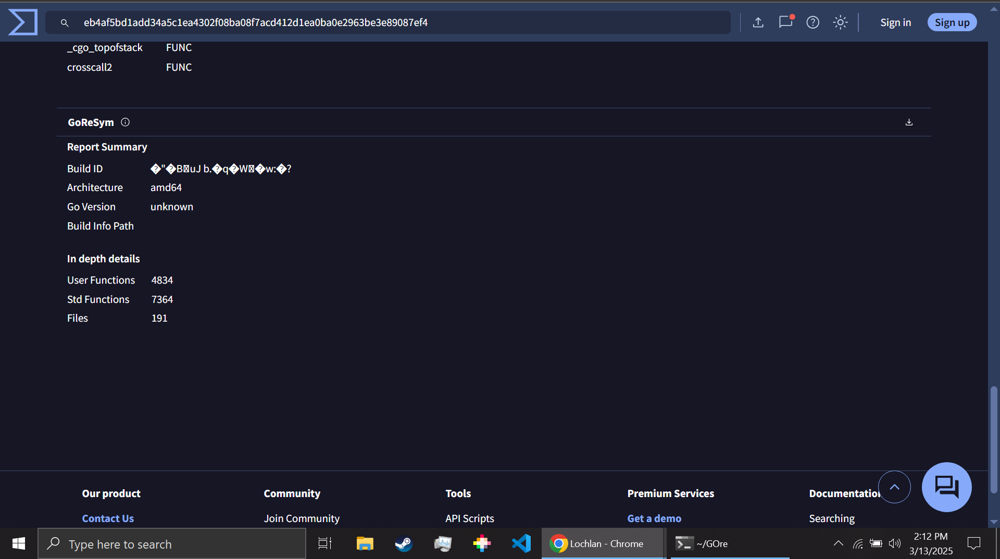 eb4af5bd1add34a5c1ea4302f08ba08f7acd412d1ea0ba0e2963be3e89087ef4
Sign in
Sign up
_cgo_topofstack FUNC
crosscall2 FUNC
GoReSym
Report Summary
Build ID �"�BuJ b.�q�W�w:�?
Architecture amd64
Go Version unknown
Build Info Path
In depth details
User Functions 4834
Std Functions 7364
Files 191
Our product Community Tools Premium Services Documentation
Contact Us Join Community API Scripts Get a demo Searching
Type here to search
Lochlan - Chrome
~/GOre
2:12 PM
3/13/2025